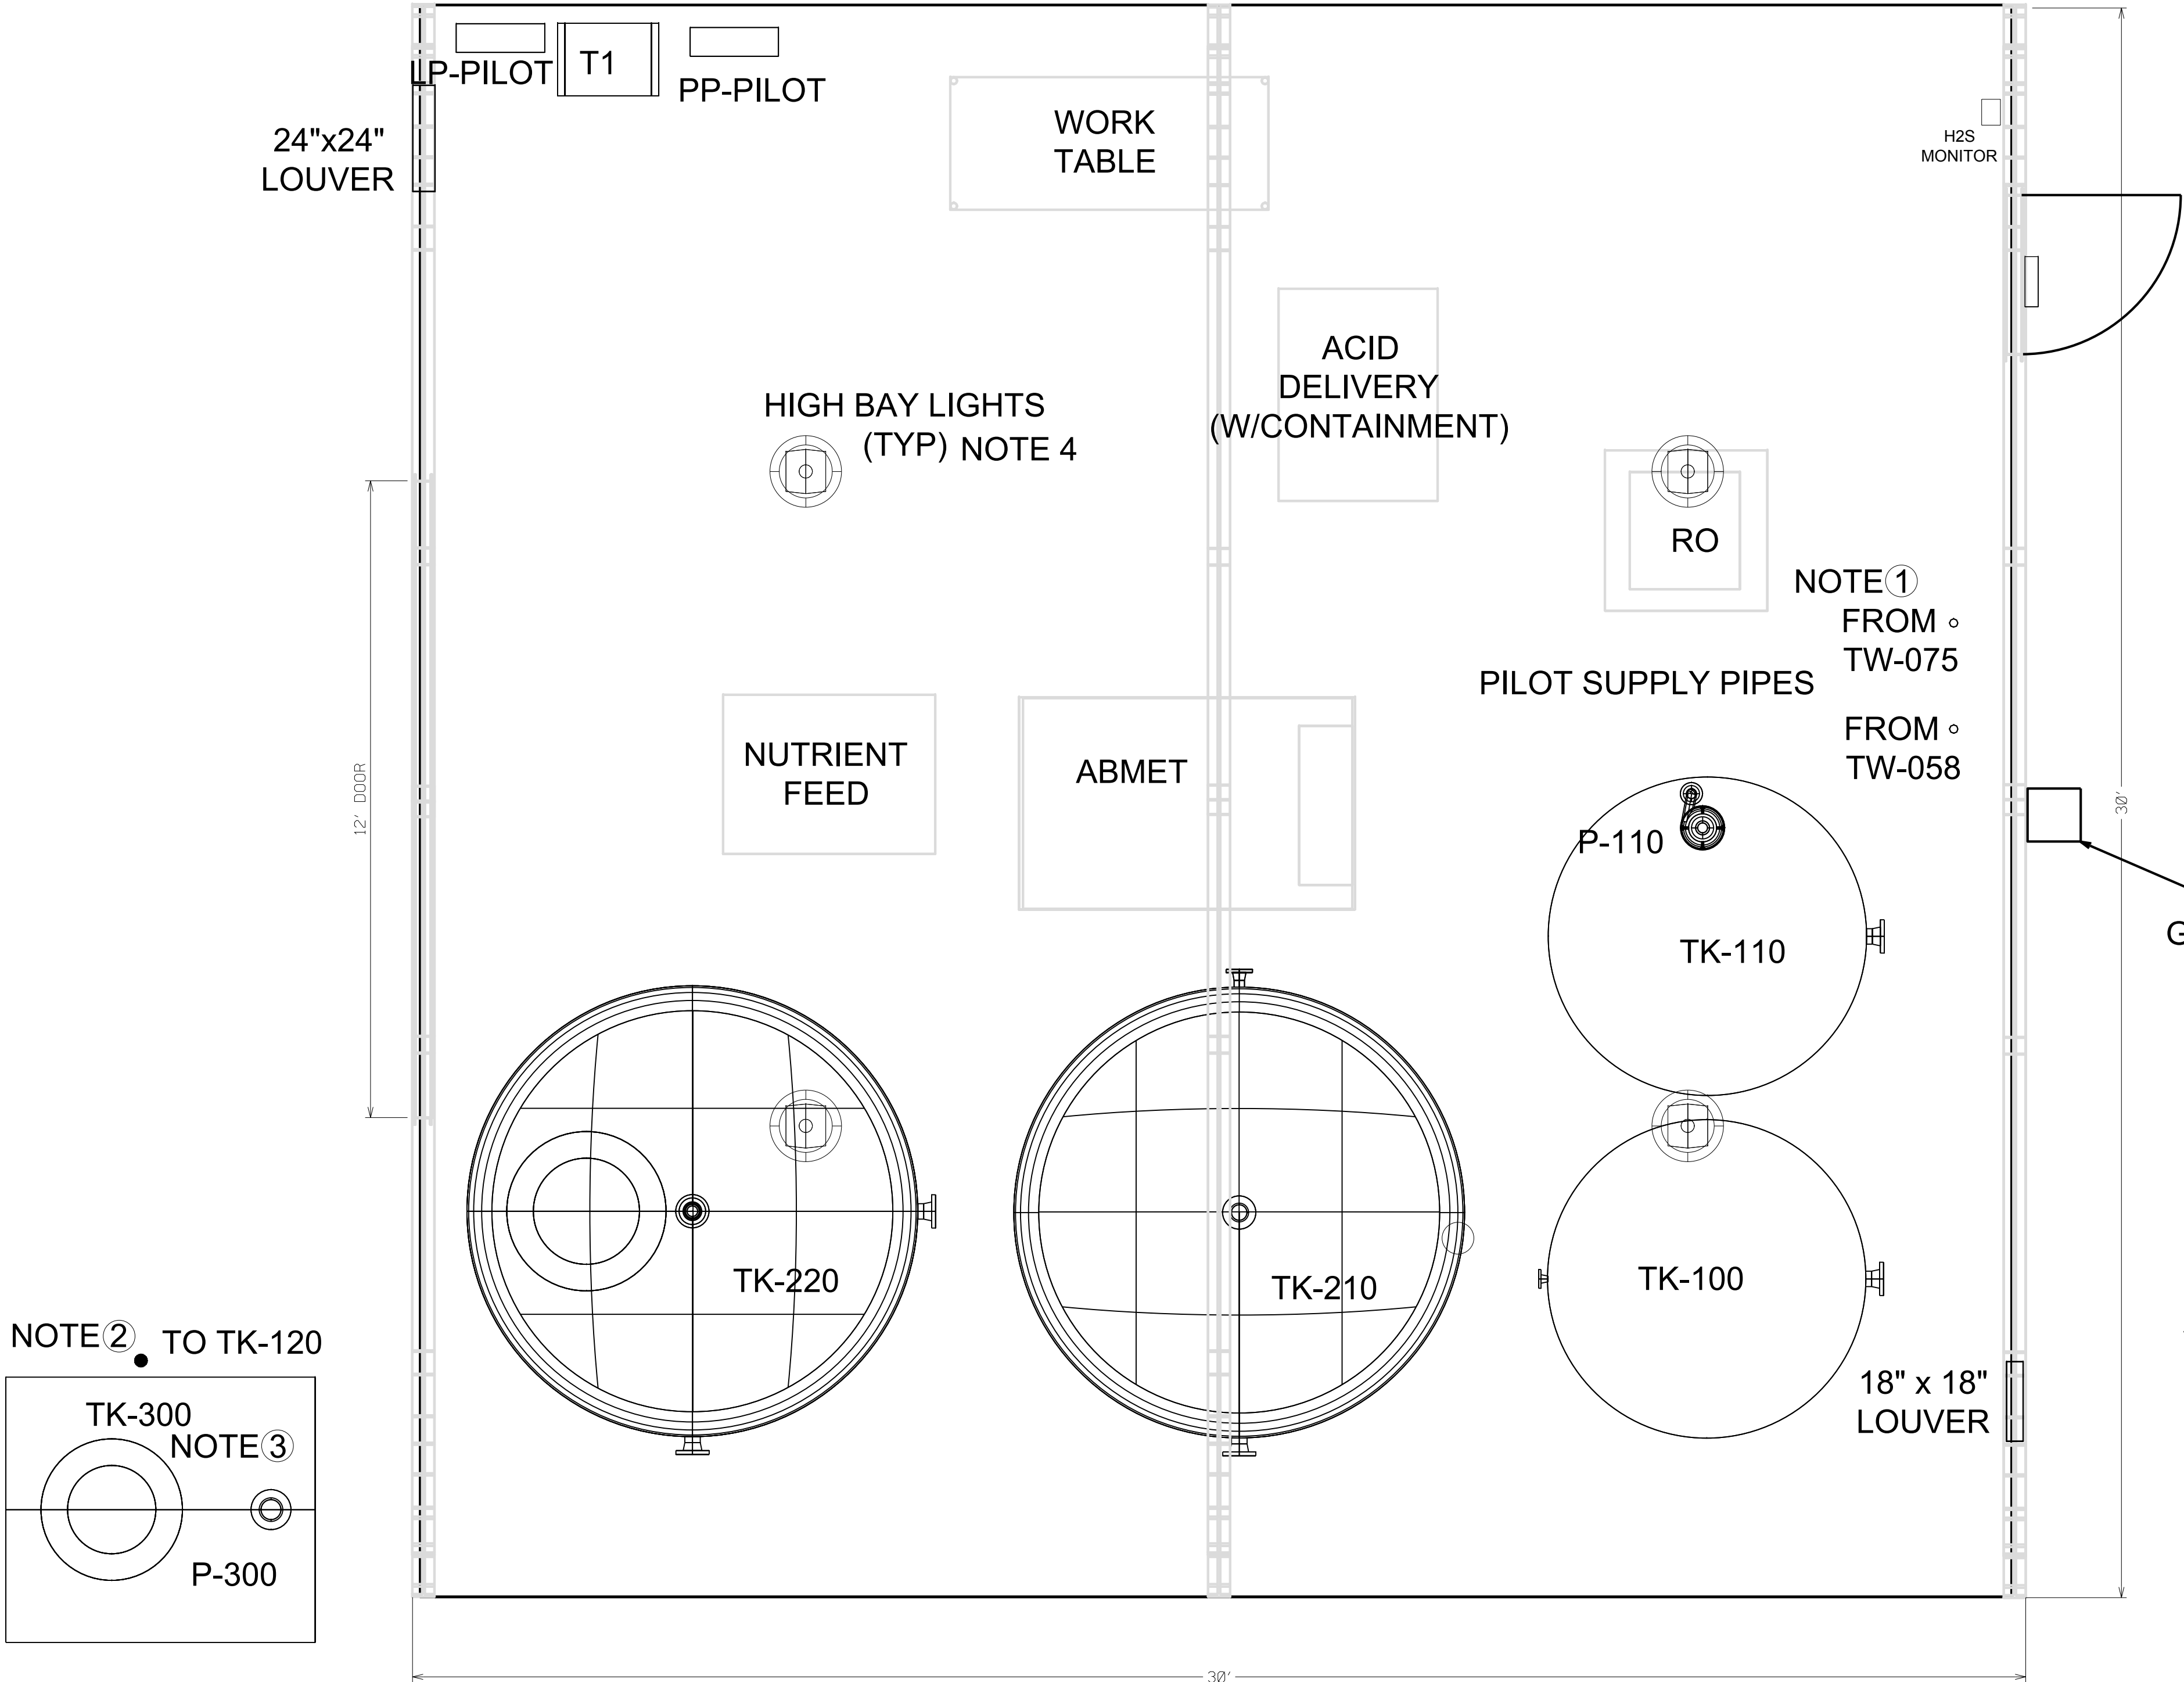 LP-PILOT
T1
PP-PILOT
24"x24"
LOUVER
WORK
TABLE
H2S
MONITOR
ACID
DELIVERY
(W/CONTAINMENT)
HIGH BAY LIGHTS
(TYP) NOTE 4
RO
NOTE 1
FROM
TW-075
PILOT SUPPLY PIPES
FROM
TW-058
12' DOOR
NUTRIENT
FEED
ABMET
30'
P-110
TK-110
G
TK-220
TK-210
TK-100
NOTE 2 TO TK-120
18" x 18"
LOUVER
TK-300
NOTE 3
P-300
30'